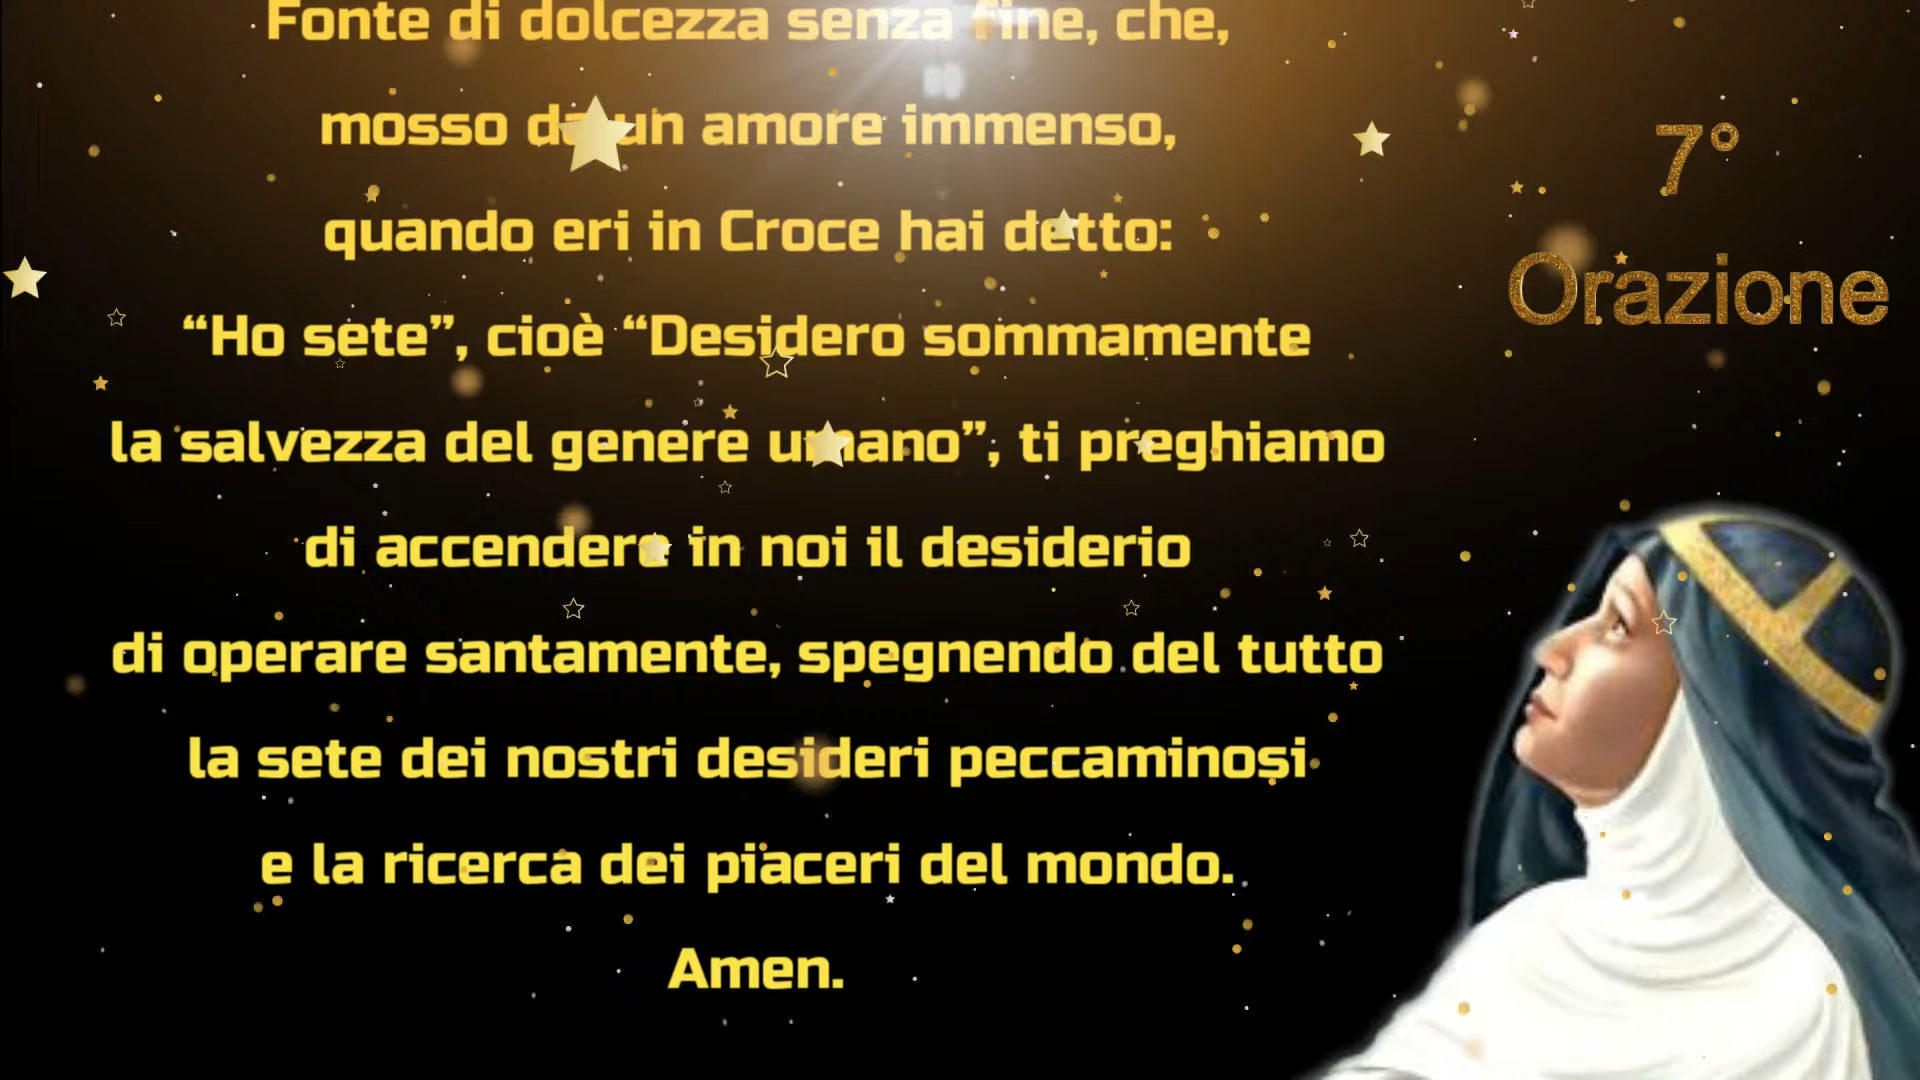 Fonte di dolcezza senza fine, che,
mosso da un amore immenso,
quando eri in Croce hai detto:
“Ho sete”, cioè “Desidero sommamente
la salvezza del genere umano”, ti preghiamo
di accendere in noi il desiderio
di operare santamente, spegnendo del tutto
la sete dei nostri desideri peccaminosi
e la ricerca dei piaceri del mondo.
Amen.
7°
Orazione